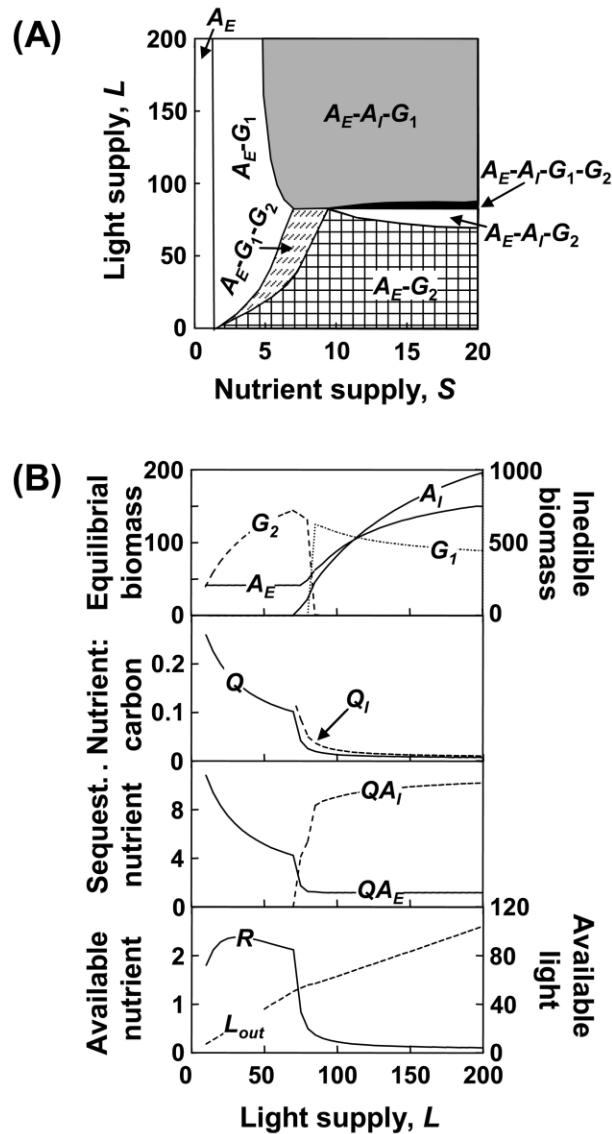 (A)
A_E
200
150
100
50
0
Light supply, L
A_E-G_1
A_E-A_I-G_1
A_E-G_1-G_2
A_E-A_I-G_1-G_2
A_E-A_I-G_2
A_E-G_2
0 5 10 15 20
Nutrient supply, S
(B)
Equilibrial
biomass
200
100
0
G_2
A_E
A_I
G_1
1000
500
0
Inedible
biomass
Nutrient:
carbon
0.2
0.1
0
Q
Q_I
Sequest..
nutrient
8
4
0
QA_I
QA_E
Available
nutrient
2
1
0
R
L_out
120
80
40
0
Available
light
0 50 100 150 200
Light supply, L